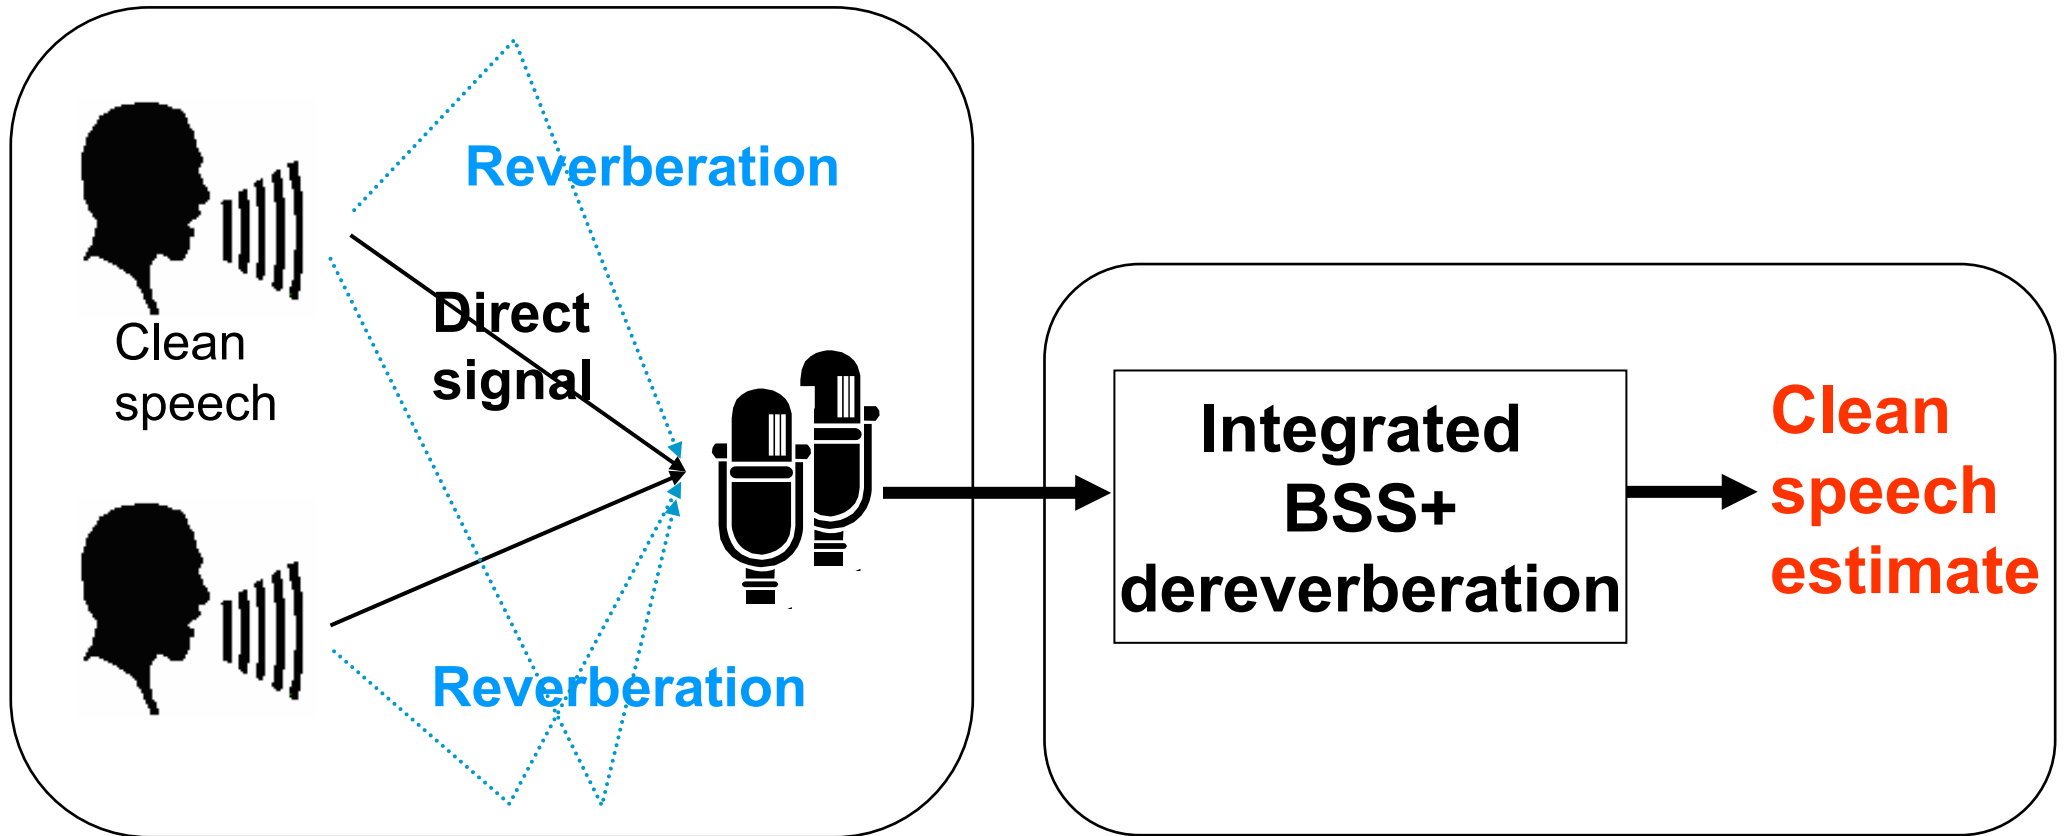 Reverberation
Direct
signal
Clean
speech
Reverberation
Integrated
BSS+
dereverberation
Clean
speech
estimate